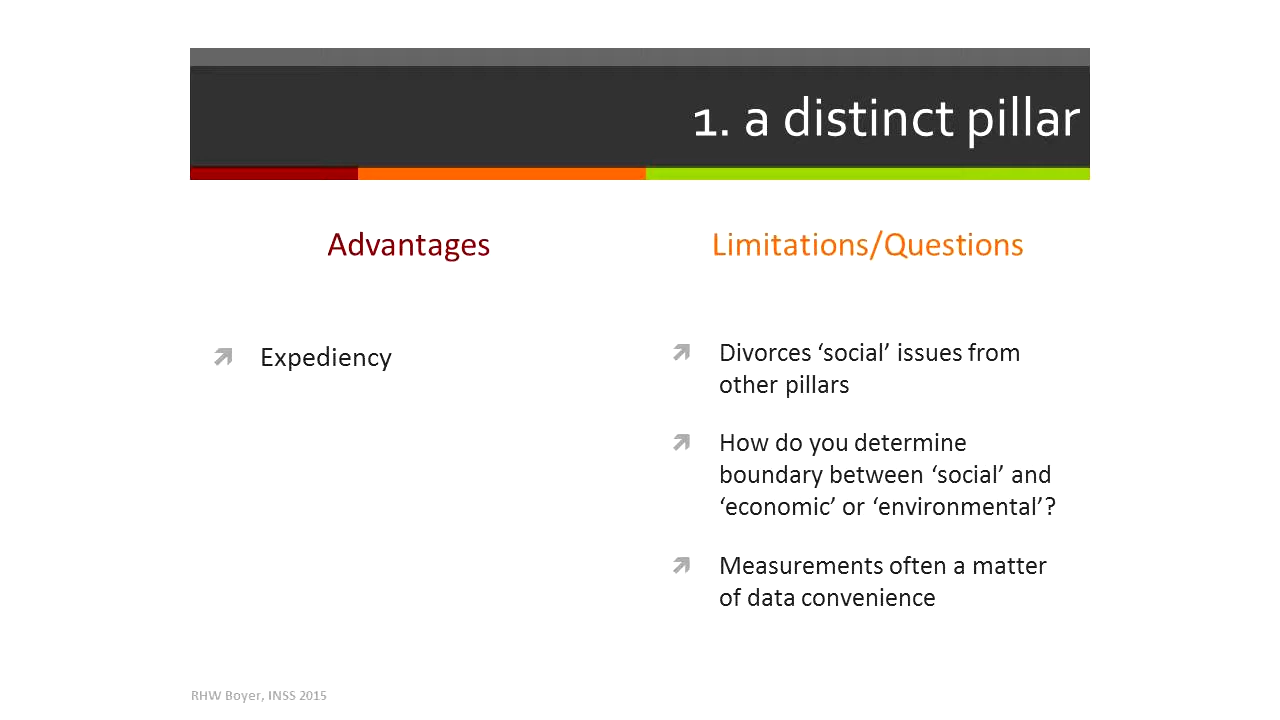 1. a distinct pillar
Advantages
Expediency
Limitations/Questions
Divorces ‘social’ issues from
other pillars
How do you determine
boundary between ‘social’ and
‘economic’ or ‘environmental’?
Measurements often a matter
of data convenience
RHW Boyer, INSS 2015